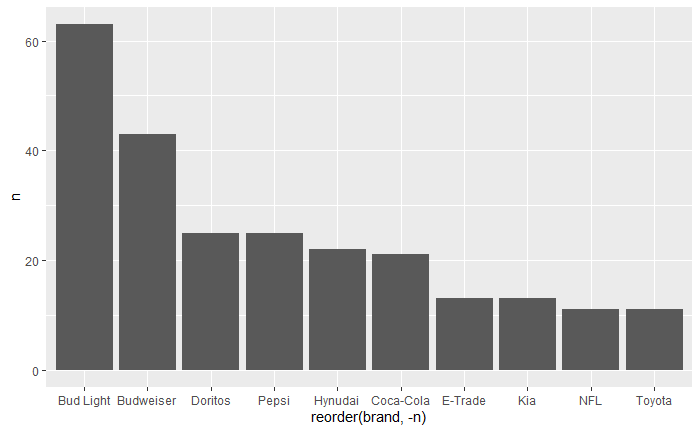 60
40
20
0
n
Bud Light Budweiser Doritos Pepsi Hynudai Coca-Cola E-Trade Kia NFL Toyota
reorder(brand, -n)